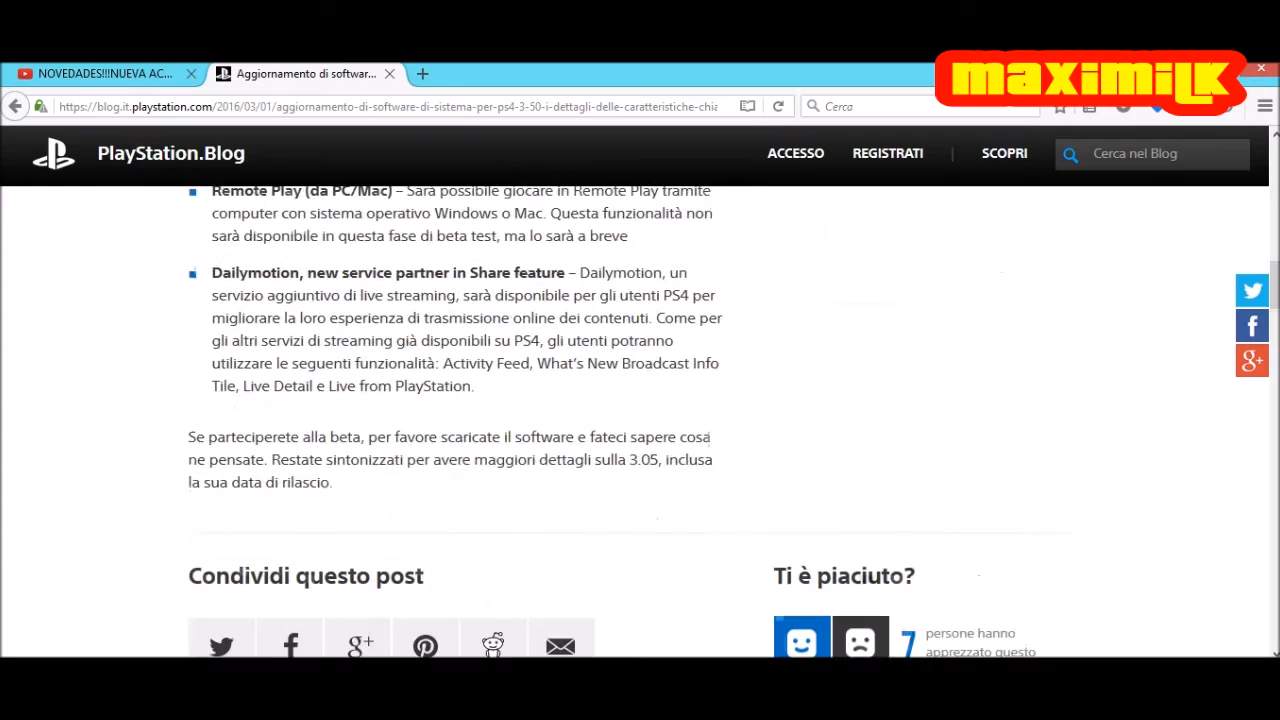 NOVEDADES!!!NUEVA AC...
Aggiornamento di softwar...
MAXIMILK
https://blog.it.playstation.com/2016/03/01/aggiornamento-di-software-di-sistema-per-ps4-3-50-i-dettagli-delle-caratteristiche-chia
Cerca
PlayStation.Blog
ACCESSO
REGISTRATI
SCOPRI
Cerca nel Blog
Remote Play (da PC/Mac) – Sarà possibile giocare in Remote Play tramite
computer con sistema operativo Windows o Mac. Questa funzionalità non
sarà disponibile in questa fase di beta test, ma lo sarà a breve
Dailymotion, new service partner in Share feature – Dailymotion, un
servizio aggiuntivo di live streaming, sarà disponibile per gli utenti PS4 per
migliorare la loro esperienza di trasmissione online dei contenuti. Come per
gli altri servizi di streaming già disponibili su PS4, gli utenti potranno
utilizzare le seguenti funzionalità: Activity Feed, What's New Broadcast Info
Tile, Live Detail e Live from PlayStation.
Se parteciperete alla beta, per favore scaricate il software e fateci sapere cosa
ne pensate. Restate sintonizzati per avere maggiori dettagli sulla 3.05, inclusa
la sua data di rilascio.
Condividi questo post
Ti è piaciuto?
7
persone hanno
apprezzato questo